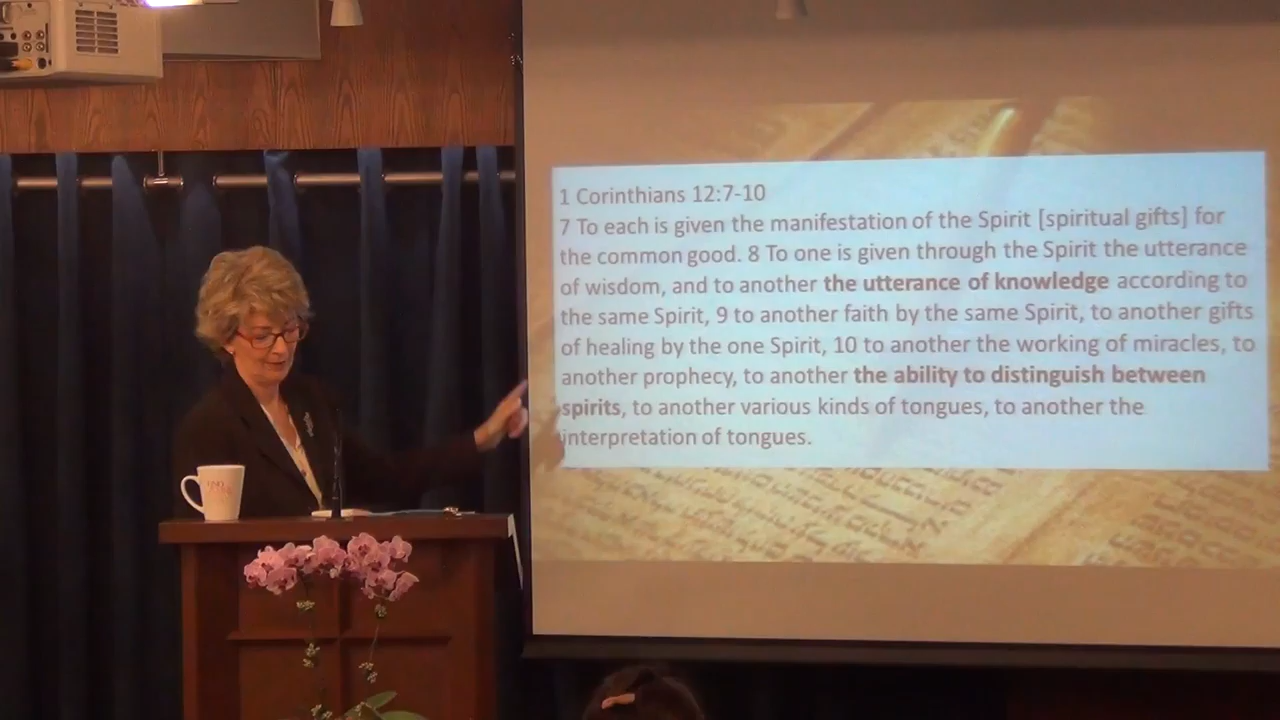 1 Corinthians 12:7-10
7 To each is given the manifestation of the Spirit [spiritual gifts] for
the common good. 8 To one is given through the Spirit the utterance
of wisdom, and to another the utterance of knowledge according to
the same Spirit, 9 to another faith by the same Spirit, to another gifts
of healing by the one Spirit, 10 to another the working of miracles, to
another prophecy, to another the ability to distinguish between
spirits, to another various kinds of tongues, to another the
interpretation of tongues.